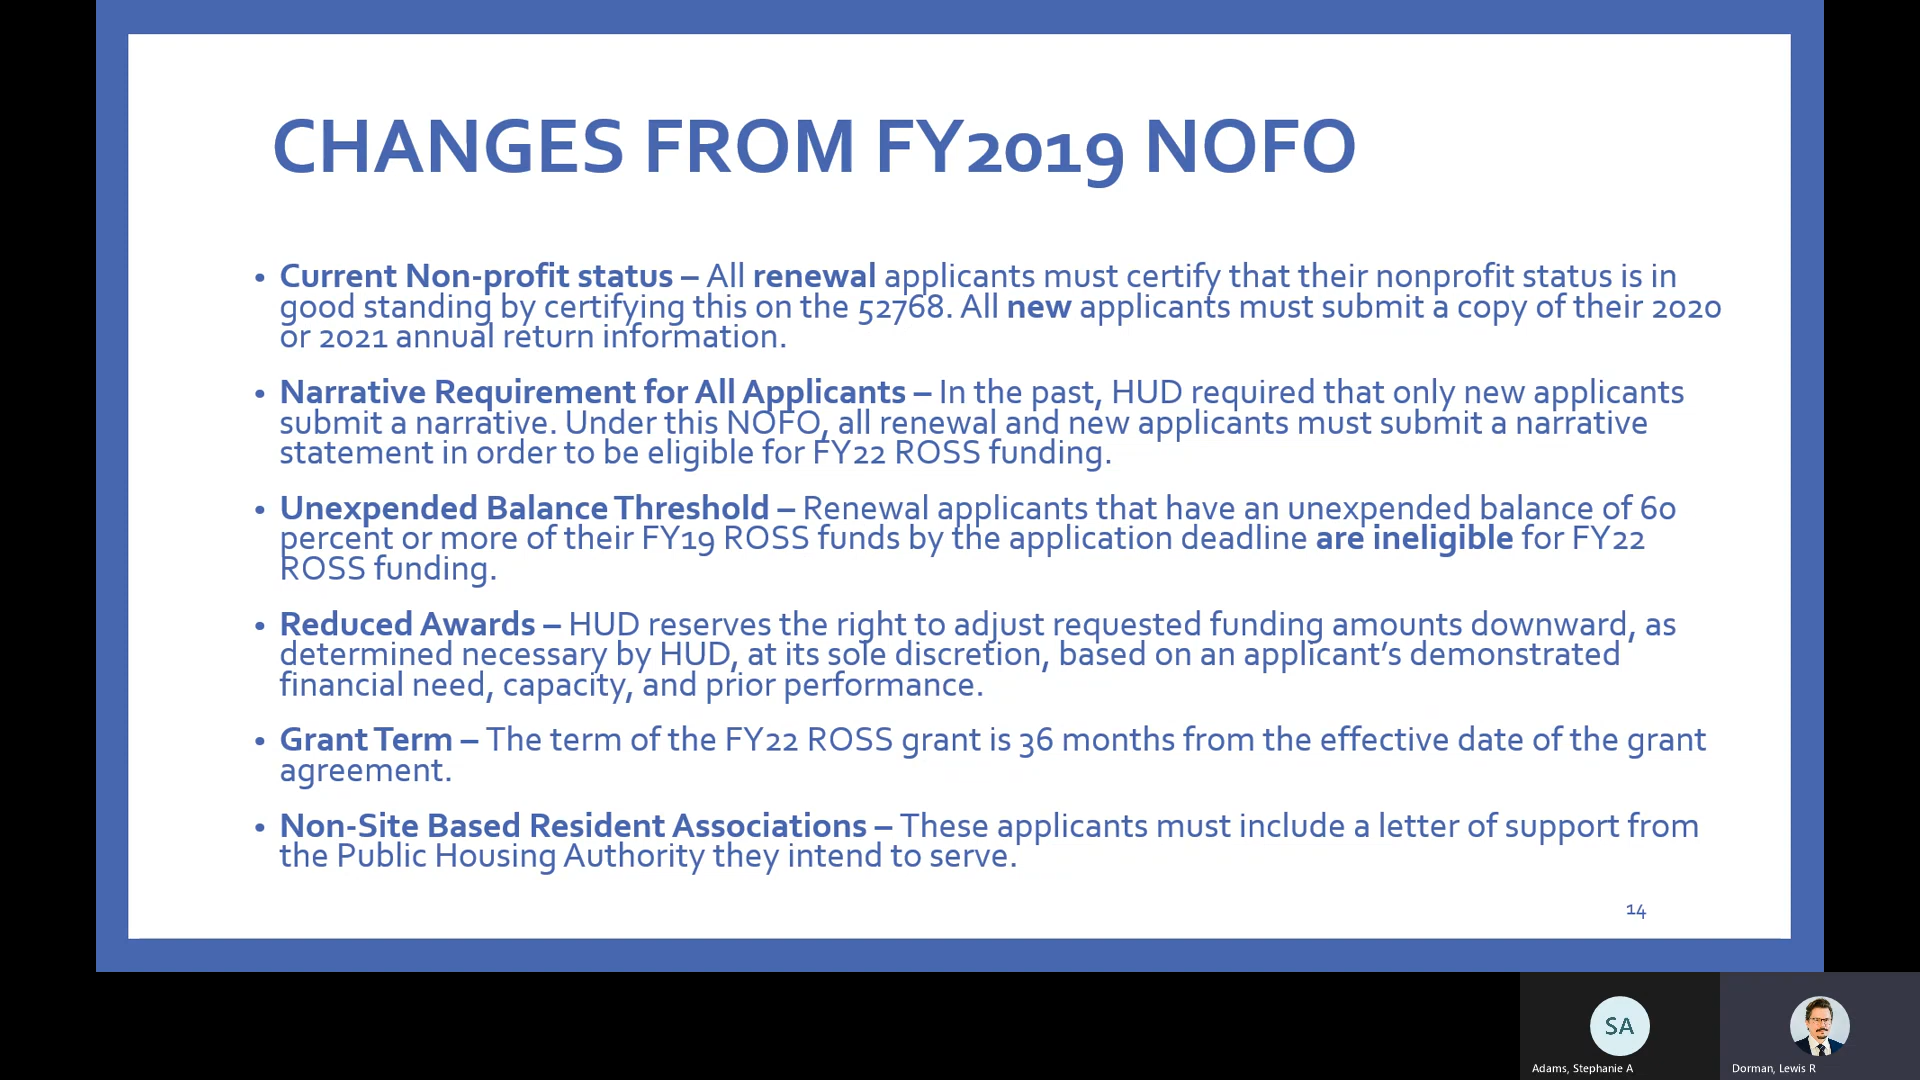 CHANGES FROM FY2019 NOFO
• Current Non-profit status – All renewal applicants must certify that their nonprofit status is in
good standing by certifying this on the 52768. All new applicants must submit a copy of their 2020
or 2021 annual return information.
• Narrative Requirement for All Applicants – In the past, HUD required that only new applicants
submit a narrative. Under this NOFO, all renewal and new applicants must submit a narrative
statement in order to be eligible for FY22 ROSS funding.
• Unexpended Balance Threshold – Renewal applicants that have an unexpended balance of 60
percent or more of their FY19 ROSS funds by the application deadline are ineligible for FY22
ROSS funding.
• Reduced Awards – HUD reserves the right to adjust requested funding amounts downward, as
determined necessary by HUD, at its sole discretion, based on an applicant’s demonstrated
financial need, capacity, and prior performance.
• Grant Term – The term of the FY22 ROSS grant is 36 months from the effective date of the grant
agreement.
• Non-Site Based Resident Associations – These applicants must include a letter of support from
the Public Housing Authority they intend to serve.
14
SA
Adams, Stephanie A
Dorman, Lewis R